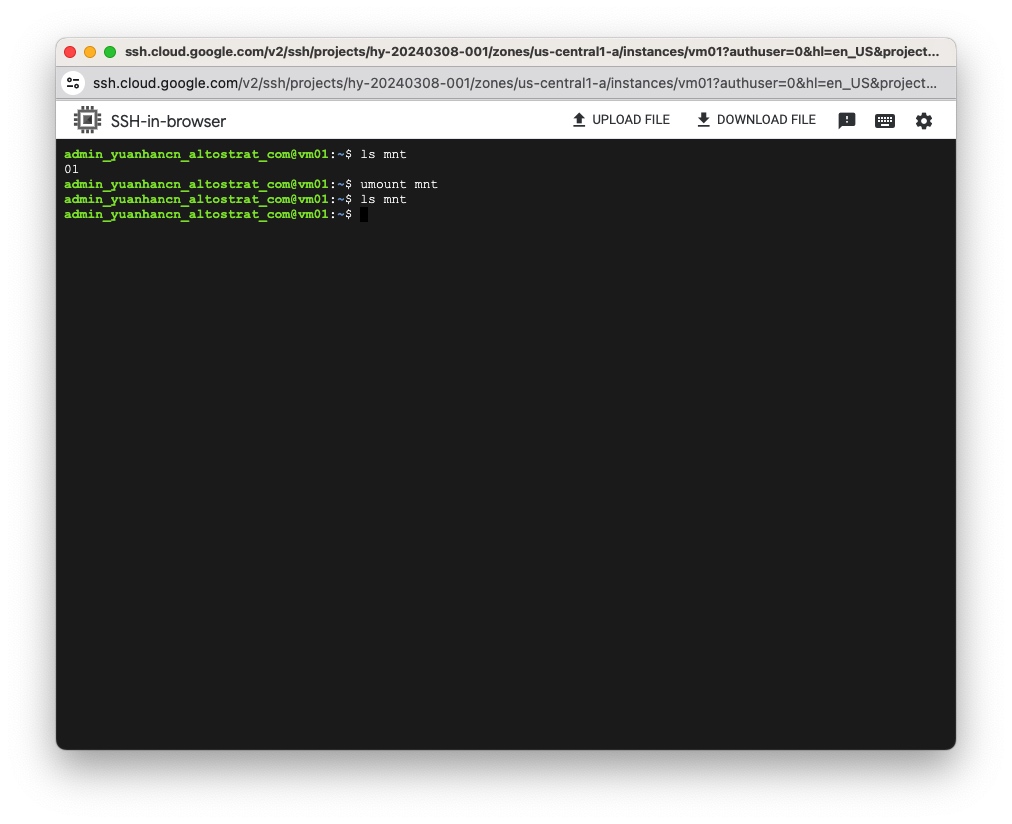 ssh.cloud.google.com/v2/ssh/projects/hy-20240308-001/zones/us-central1-a/instances/vm01?authuser=0&hl=en_US&project...
ssh.cloud.google.com/v2/ssh/projects/hy-20240308-001/zones/us-central1-a/instances/vm01?authuser=0&hl=en_US&project...
SSH-in-browser UPLOAD FILE DOWNLOAD FILE
admin_yuanhancn_altostrat_com@vm01:~$ ls mnt
01
admin_yuanhancn_altostrat_com@vm01:~$ umount mnt
admin_yuanhancn_altostrat_com@vm01:~$ ls mnt
admin_yuanhancn_altostrat_com@vm01:~$